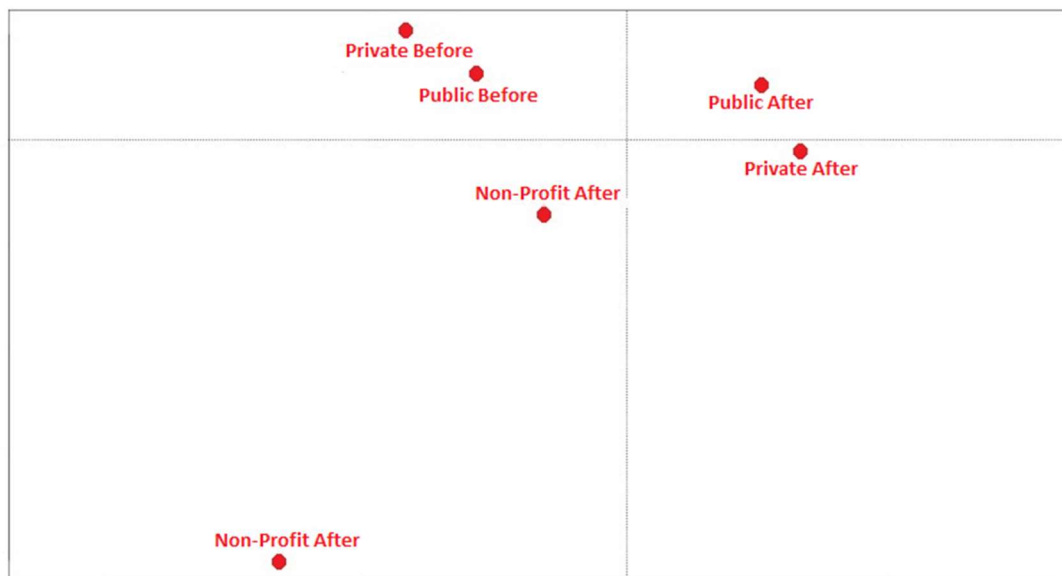 Private Before
Public Before
Public After
Private After
Non-Profit After
Non-Profit After